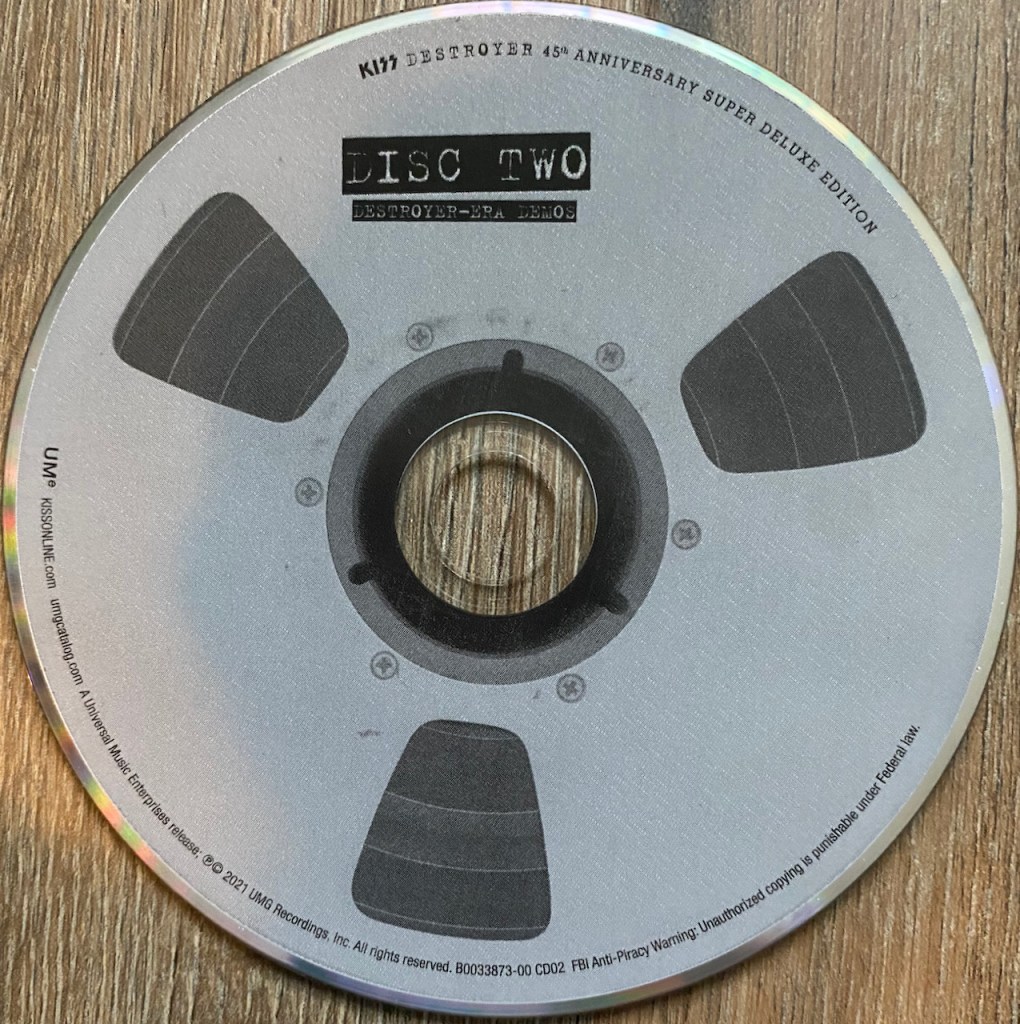 KISS DESTROYER 45th ANNIVERSARY SUPER DELUXE EDITION
DISC TWO
DESTROYER-ERA DEMOS
UMe KISSONLINE.com umgcatalog.com A Universal Music Enterprises release; ℗© 2021 UMG Recordings, Inc. All rights reserved. B0033873-00 CD02 FBI Anti-Piracy Warning: Unauthorized copying is punishable under Federal law.